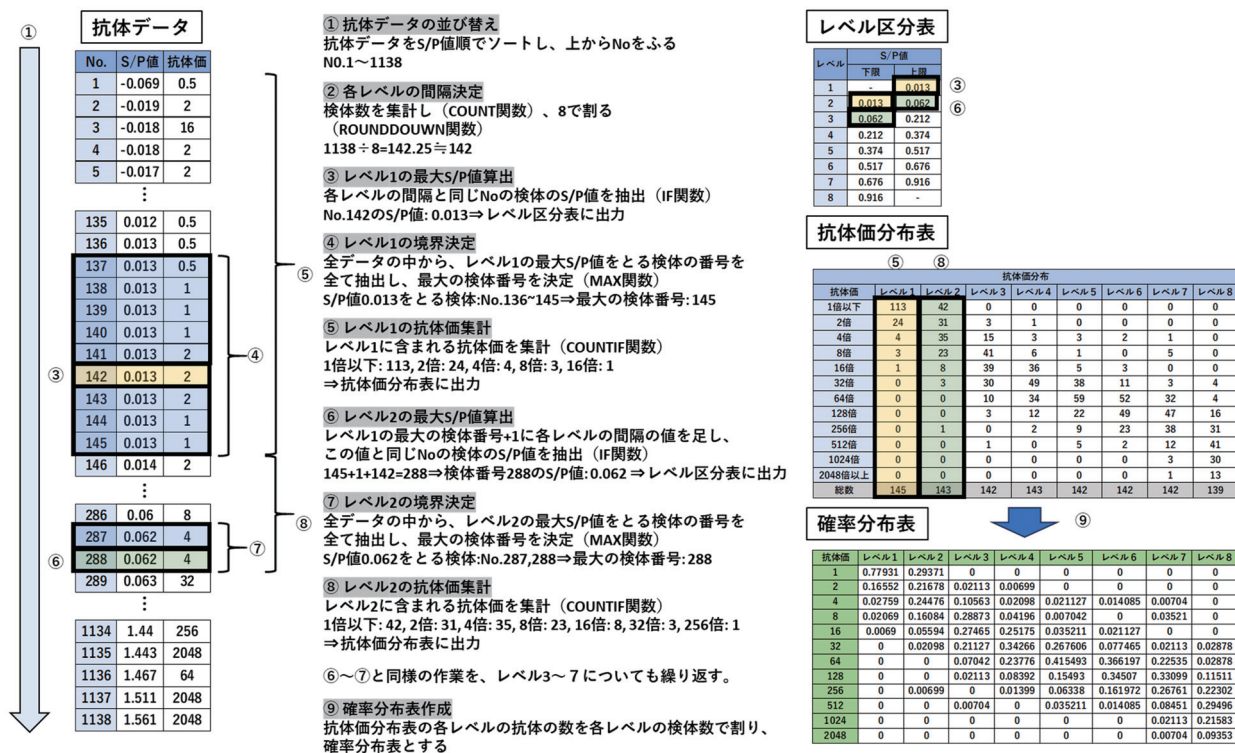 ①
抗体データ
No. S/P値 抗体価
1 -0.069 0.5
2 -0.019 2
3 -0.018 16
4 -0.018 2
5 -0.017 2
⋮
135 0.012 0.5
136 0.013 0.5
137 0.013 0.5
138 0.013 1
139 0.013 1
140 0.013 1
141 0.013 2
③ 142 0.013 2
143 0.013 2
144 0.013 1
145 0.013 1
146 0.014 2
⋮
286 0.06 8
287 0.062 4
⑥ 288 0.062 4
289 0.063 32
⋮
1134 1.44 256
1135 1.443 2048
1136 1.467 64
1137 1.511 2048
1138 1.561 2048
④
⑦
⑤
⑧
① 抗体データの並び替え
抗体データをS/P値順でソートし、上からNoをふる
N0.1～1138
② 各レベルの間隔決定
検体数を集計し（COUNT関数）、8で割る
（ROUNDDOUWN関数）
1138÷8=142.25≒142
③ レベル1の最大S/P値算出
各レベルの間隔と同じNoの検体のS/P値を抽出（IF関数）
No.142のS/P値: 0.013⇒レベル区分表に出力
④ レベル1の境界決定
全データの中から、レベル1の最大S/P値をとる検体の番号を
全て抽出し、最大の検体番号を決定（MAX関数）
S/P値0.013をとる検体:No.136~145⇒最大の検体番号: 145
⑤ レベル1の抗体価集計
レベル1に含まれる抗体価を集計（COUNTIF関数）
1倍以下: 113, 2倍: 24, 4倍: 4, 8倍: 3, 16倍: 1
⇒抗体価分布表に出力
⑥ レベル2の最大S/P値算出
レベル1の最大の検体番号+1に各レベルの間隔の値を足し、
この値と同じNoの検体のS/P値を抽出（IF関数）
145+1+142=288⇒検体番号288のS/P値: 0.062 ⇒レベル区分表に出力
⑦ レベル2の境界決定
全データの中から、レベル2の最大S/P値をとる検体の番号を
全て抽出し、最大の検体番号を決定（MAX関数）
S/P値0.062をとる検体:No.287,288⇒最大の検体番号: 288
⑧ レベル2の抗体価集計
レベル2に含まれる抗体価を集計（COUNTIF関数）
1倍以下: 42, 2倍: 31, 4倍: 35, 8倍: 23, 16倍: 8, 32倍: 3, 256倍: 1
⇒抗体価分布表に出力
⑥～⑦と同様の作業を、レベル3～７についても繰り返す。
⑨ 確率分布表作成
抗体価分布表の各レベルの抗体の数を各レベルの検体数で割り、
確率分布表とする
レベル区分表
レベル S/P値
下限 上限
1 - 0.013 ③
2 0.013 0.062 ⑥
3 0.062 0.212
4 0.212 0.374
5 0.374 0.517
6 0.517 0.676
7 0.676 0.916
8 0.916 -
抗体価分布表
⑤ ⑧
抗体価分布
抗体価 レベル1 レベル2 レベル3 レベル4 レベル5 レベル6 レベル7 レベル8
1倍以下 113 42 0 0 0 0 0 0
2倍 24 31 3 1 0 0 0 0
4倍 4 35 15 3 3 2 1 0
8倍 3 23 41 6 1 0 5 0
16倍 1 8 39 36 5 3 0 0
32倍 0 3 30 49 38 11 3 4
64倍 0 0 10 34 59 52 32 4
128倍 0 0 3 12 22 49 47 16
256倍 0 1 0 2 9 23 38 31
512倍 0 0 1 0 5 2 12 41
1024倍 0 0 0 0 0 0 3 30
2048倍以上 0 0 0 0 0 0 1 13
総数 145 143 142 143 142 142 142 139
確率分布表
⑨
抗体価 レベル1 レベル2 レベル3 レベル4 レベル5 レベル6 レベル7 レベル8
1 0.77931 0.29371 0 0 0 0 0 0
2 0.16552 0.21678 0.02113 0.00699 0 0 0 0
4 0.02759 0.24476 0.10563 0.02098 0.021127 0.014085 0.00704 0
8 0.02069 0.16084 0.28873 0.04196 0.007042 0 0.03521 0
16 0.0069 0.05594 0.27465 0.25175 0.035211 0.021127 0 0
32 0 0.02098 0.21127 0.34266 0.267606 0.077465 0.02113 0.02878
64 0 0 0.07042 0.23776 0.415493 0.366197 0.22535 0.02878
128 0 0 0.02113 0.08392 0.15493 0.34507 0.33099 0.11511
256 0 0.00699 0 0.01399 0.06338 0.161972 0.26761 0.22302
512 0 0 0.00704 0 0.035211 0.014085 0.08451 0.29496
1024 0 0 0 0 0 0 0.02113 0.21583
2048 0 0 0 0 0 0 0.00704 0.09353